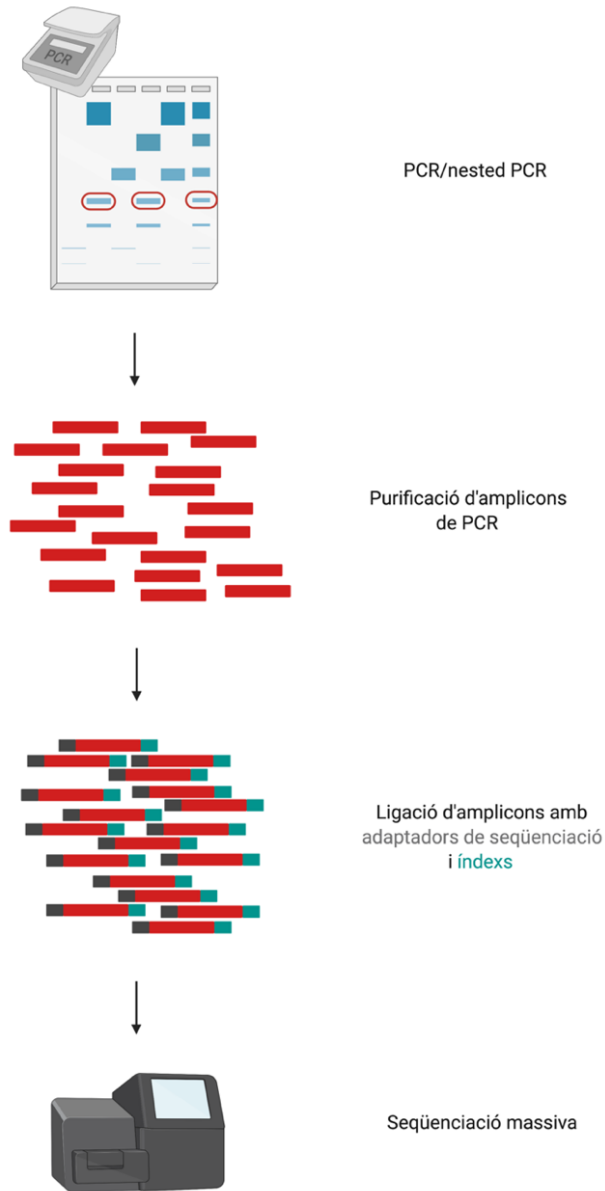 PCR
PCR/nested PCR
Purificació d'amplicons
de PCR
Ligació d'amplicons amb
adaptadors de seqüenciació
i índexs
Seqüenciació massiva